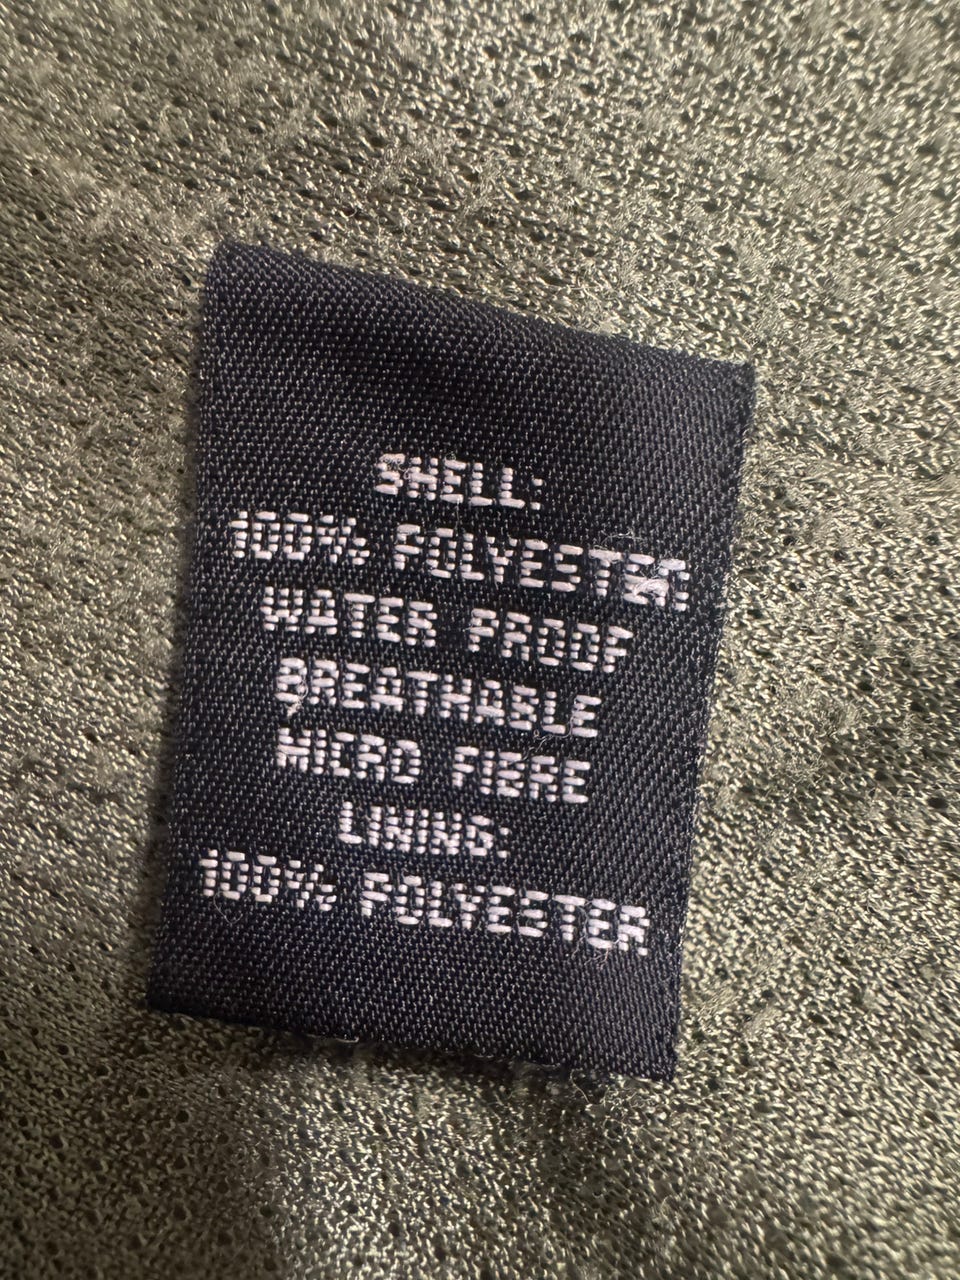 SHELL:
100% POLYESTER
WATER PROOF
BREATHABLE
MICRO FIBRE
LINING:
100% POLYESTER